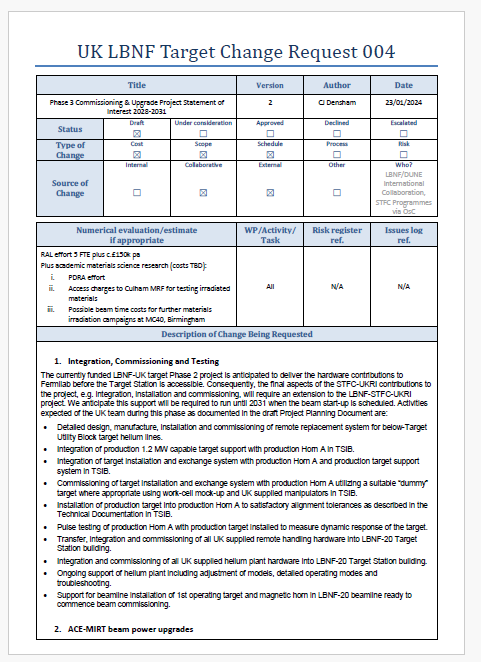 UK LBNF Target Change Request 004
Title Version Author Date
Phase 3 Commissioning & Upgrade Project Statement of
Interest 2028-2031
2 CJ Densham 23/01/2024
Status
Draft Under consideration Approved Declined Escalated
☒ ☐ ☐ ☐ ☐
Type of
Change
Cost Scope Schedule Process Risk
☒ ☒ ☒ ☐ ☐
Source of
Change
Internal Collaborative External Other Who?
☐ ☒ ☒ ☐
LBNF/DUNE
International
Collaboration,
STFC Programmes
via OsC
Numerical evaluation/estimate
if appropriate
WP/Activity/
Task
Risk register
ref.
Issues log
ref.
RAL effort 5 FTE plus c.£150k pa
Plus academic materials science research (costs TBD):
i. PDRA effort
ii. Access charges to Culham MRF for testing irradiated
materials
iii. Possible beam time costs for further materials
irradiation campaigns at MC40, Birmingham
All N/A N/A
Description of Change Being Requested
1. Integration, Commissioning and Testing
The currently funded LBNF-UK target Phase 2 project is anticipated to deliver the hardware contributions to
Fermilab before the Target Station is accessible. Consequently, the final aspects of the STFC-UKRI contributions to
the project, e.g. integration, installation and commissioning, will require an extension to the LBNF-STFC-UKRI
project. We anticipate this support will be required to run until 2031 when the beam start-up is scheduled. Activities
expected of the UK team during this phase as documented in the draft Project Planning Document are:
• Detailed design, manufacture, installation and commissioning of remote replacement system for below-Target
Utility Block target helium lines.
• Integration of production 1.2 MW capable target support with production Horn A in TSIB.
• Integration of target installation and exchange system with production Horn A and production target support
system in TSIB.
• Commissioning of target installation and exchange system with production Horn A utilizing a suitable "dummy"
target where appropriate using work-cell mock-up and UK supplied manipulators in TSIB.
• Installation of production target into production Horn A to satisfactory alignment tolerances as described in the
Technical Documentation in TSIB.
• Pulse testing of production Horn A with production target installed to measure dynamic response of the target.
• Transfer, integration and commissioning of all UK supplied remote handling hardware into LBNF-20 Target
Station building.
• Integration and commissioning of all UK supplied helium plant hardware into LBNF-20 Target Station building.
• Ongoing support of helium plant including adjustment of models, detailed operating modes and
troubleshooting.
• Support for beamline installation of 1st operating target and magnetic horn in LBNF-20 beamline ready to
commence beam commissioning.
2. ACE-MIRT beam power upgrades